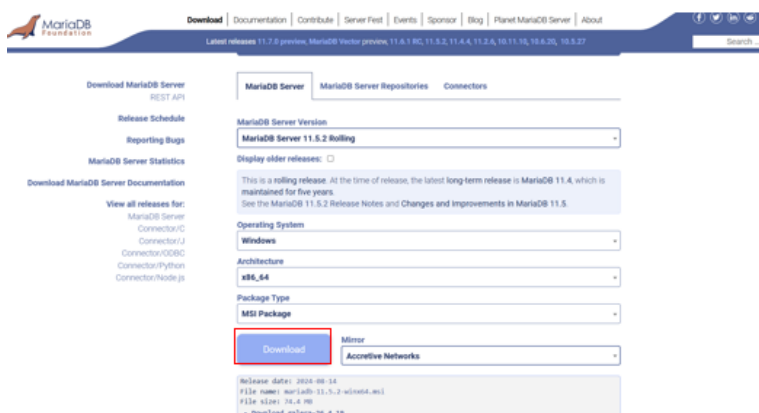 MariaDB
Foundation
Download | Documentation | Contribute | Server Fest | Events | Sponsor | Blog | Planet MariaDB Server | About
Latest releases 11.7.0 preview, MariaDB Vector preview, 11.6.1 RC, 11.5.2, 11.4.4, 11.2.6, 10.11.10, 10.6.20, 10.5.27
Search ...
Download MariaDB Server
REST API
Release Schedule
Reporting Bugs
MariaDB Server Statistics
Download MariaDB Server Documentation
View all releases for:
MariaDB Server
Connector/C
Connector/J
Connector/ODBC
Connector/Python
Connector/Node.js
MariaDB Server MariaDB Server Repositories Connectors
MariaDB Server Version
MariaDB Server 11.5.2 Rolling
Display older releases:
This is a rolling release. At the time of release, the latest long-term release is MariaDB 11.4, which is
maintained for five years.
See the MariaDB 11.5.2 Release Notes and Changes and Improvements in MariaDB 11.5.
Operating System
Windows
Architecture
x86_64
Package Type
MSI Package
Download
Mirror
Accretive Networks
Release date: 2024-08-14
File name: mariadb-11.5.2-winx64.msi
File size: 74.4 MB